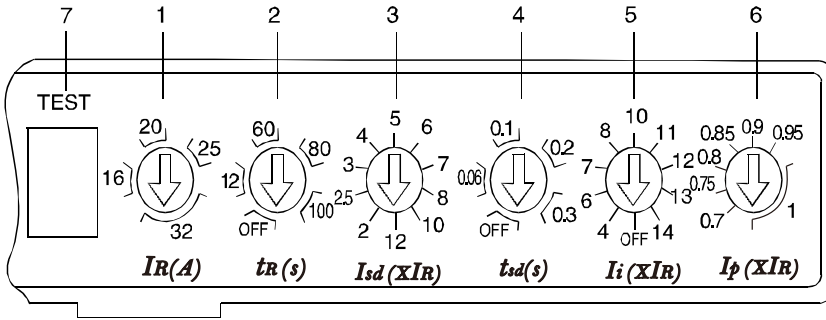 7 1 2 3 4 5 6
TEST
20 25 16 32
60 80 12 100 OFF
5 4 6 3 7 2.5 8 2 10 12
0.1 0.2 0.06 0.3 OFF
10 8 11 7 12 6 13 4 14 OFF
0.9 0.85 0.95 0.8 0.75 0.7 1
IR(A) tR(s) Isd(XIR) tsd(s) Ii(XIR) Ip(XIR)